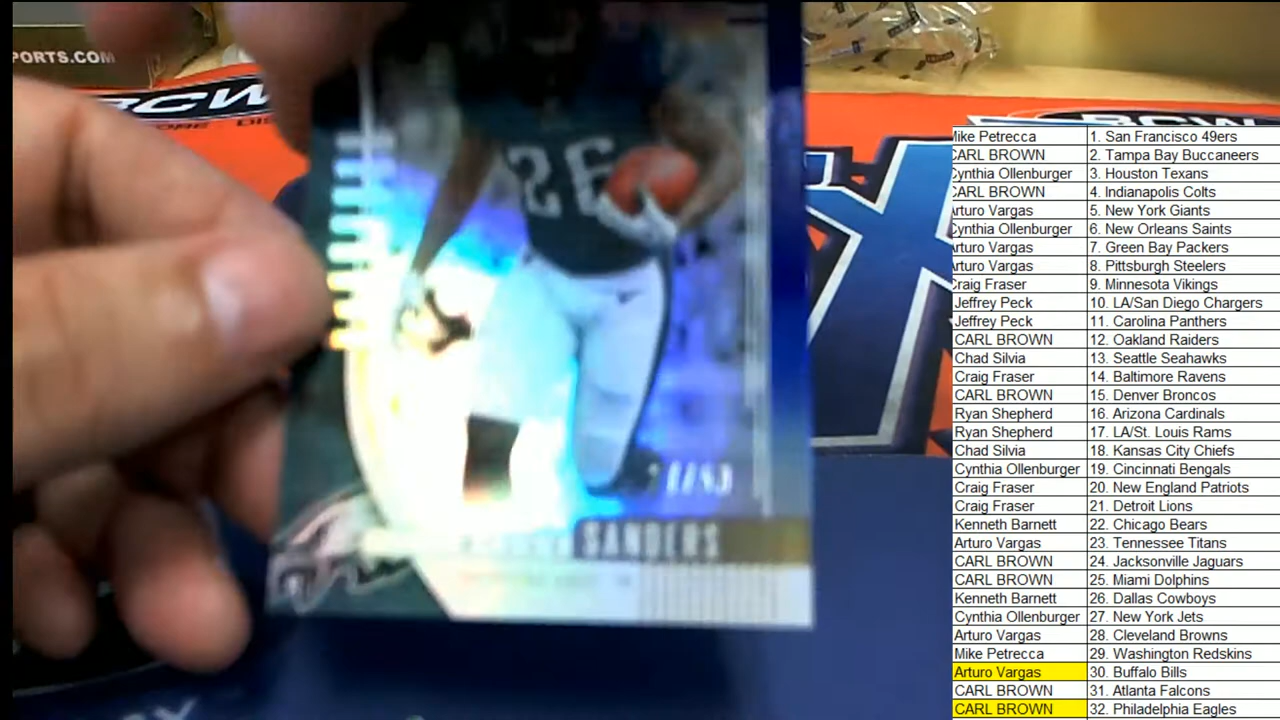 PORTS.COM
BCW
BCW
26
SANDERS
Mike Petrecca 1. San Francisco 49ers
CARL BROWN 2. Tampa Bay Buccaneers
Cynthia Ollenburger 3. Houston Texans
CARL BROWN 4. Indianapolis Colts
Arturo Vargas 5. New York Giants
Cynthia Ollenburger 6. New Orleans Saints
Arturo Vargas 7. Green Bay Packers
Arturo Vargas 8. Pittsburgh Steelers
Craig Fraser 9. Minnesota Vikings
Jeffrey Peck 10. LA/San Diego Chargers
Jeffrey Peck 11. Carolina Panthers
CARL BROWN 12. Oakland Raiders
Chad Silvia 13. Seattle Seahawks
Craig Fraser 14. Baltimore Ravens
CARL BROWN 15. Denver Broncos
Ryan Shepherd 16. Arizona Cardinals
Ryan Shepherd 17. LA/St. Louis Rams
Chad Silvia 18. Kansas City Chiefs
Cynthia Ollenburger 19. Cincinnati Bengals
Craig Fraser 20. New England Patriots
Craig Fraser 21. Detroit Lions
Kenneth Barnett 22. Chicago Bears
Arturo Vargas 23. Tennessee Titans
CARL BROWN 24. Jacksonville Jaguars
CARL BROWN 25. Miami Dolphins
Kenneth Barnett 26. Dallas Cowboys
Cynthia Ollenburger 27. New York Jets
Arturo Vargas 28. Cleveland Browns
Mike Petrecca 29. Washington Redskins
Arturo Vargas 30. Buffalo Bills
CARL BROWN 31. Atlanta Falcons
CARL BROWN 32. Philadelphia Eagles